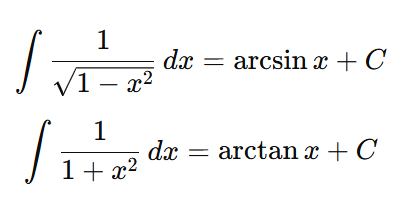 ∫ 1/√(1 − x²) dx = arcsin x + C
∫ 1/(1 + x²) dx = arctan x + C